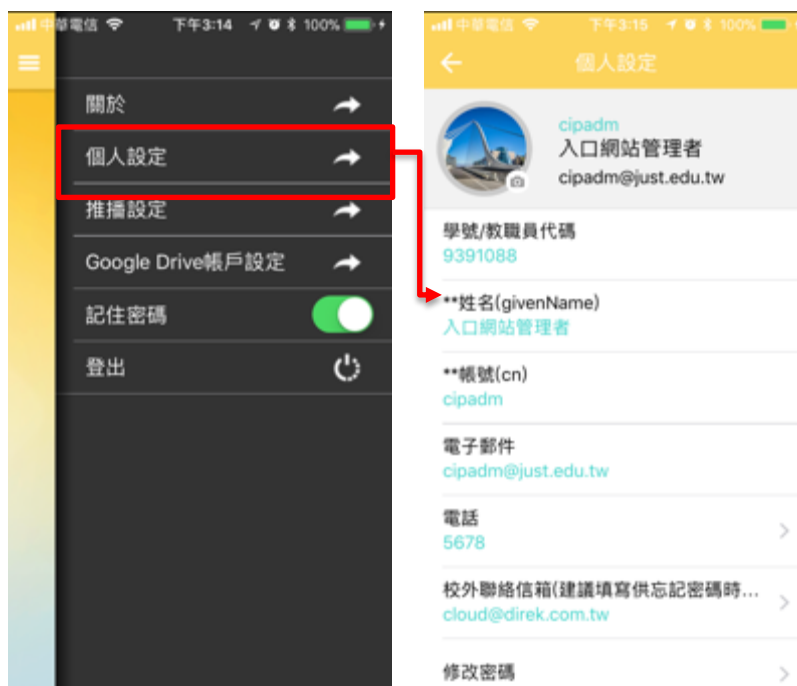 中華電信 下午3:14 100%
關於
個人設定
推播設定
Google Drive帳戶設定
記住密碼
登出
中華電信 下午3:15 100%
個人設定
cipadm
入口網站管理者
cipadm@just.edu.tw
學號/教職員代碼
9391088
**姓名(givenName)
入口網站管理者
**帳號(cn)
cipadm
電子郵件
cipadm@just.edu.tw
電話
5678
校外聯絡信箱(建議填寫供忘記密碼時...
cloud@direk.com.tw
修改密碼